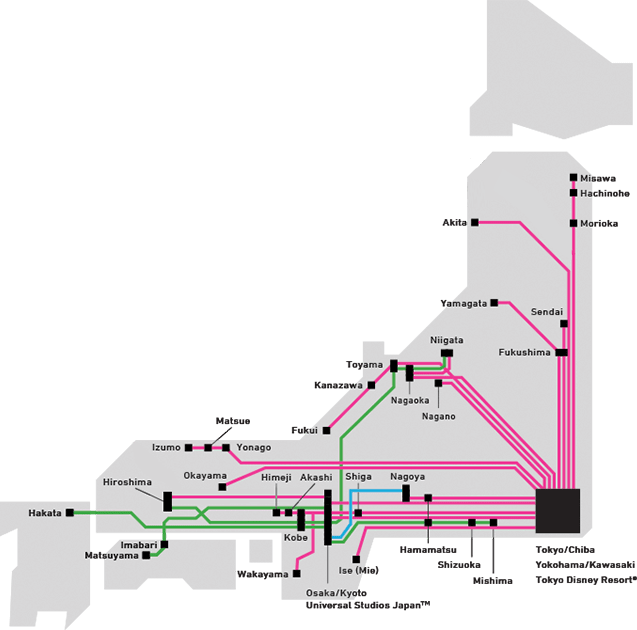 Misawa
Hachinohe
Akita
Morioka
Yamagata
Sendai
Niigata
Fukushima
Toyama
Kanazawa
Nagaoka
Nagano
Matsue
Fukui
Izumo
Yonago
Okayama
Himeji
Akashi
Shiga
Nagoya
Hiroshima
Hakata
Kobe
Imabari
Matsuyama
Hamamatsu
Tokyo/Chiba
Shizuoka
Yokohama/Kawasaki
Wakayama
Ise (Mie)
Mishima
Tokyo Disney Resort®
Osaka/Kyoto
Universal Studios Japan™